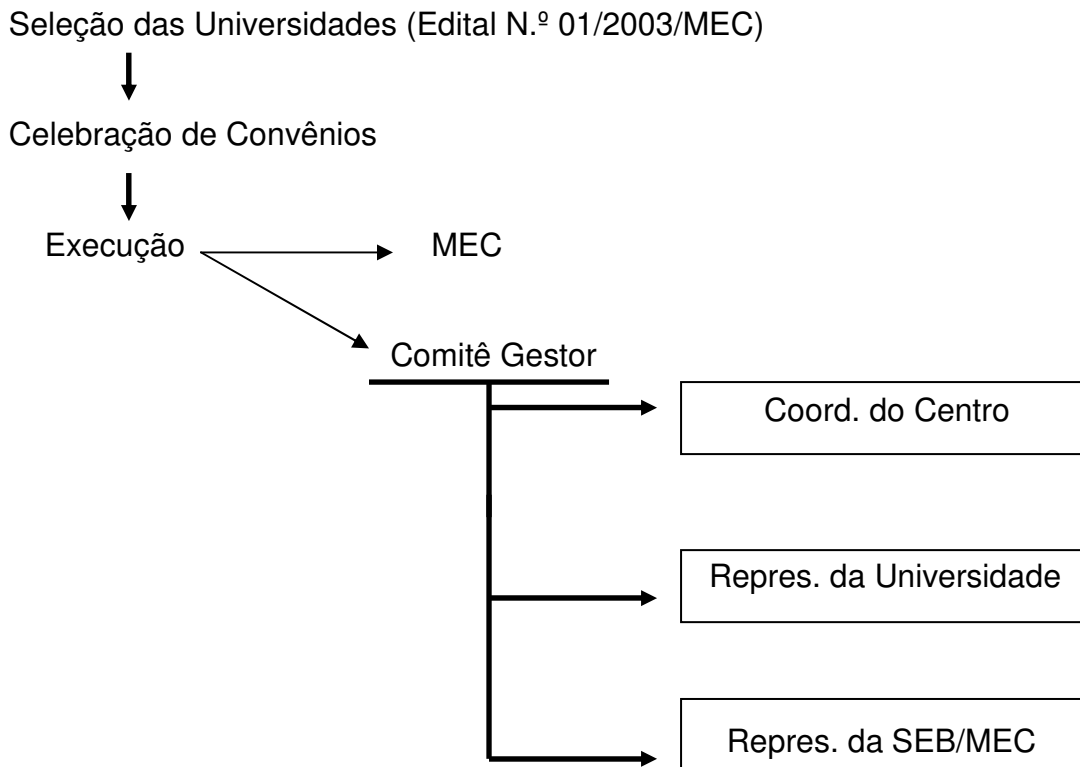 Seleção das Universidades (Edital N.º 01/2003/MEC)
Celebração de Convênios
Execução
MEC
Comitê Gestor
Coord. do Centro
Repres. da Universidade
Repres. da SEB/MEC